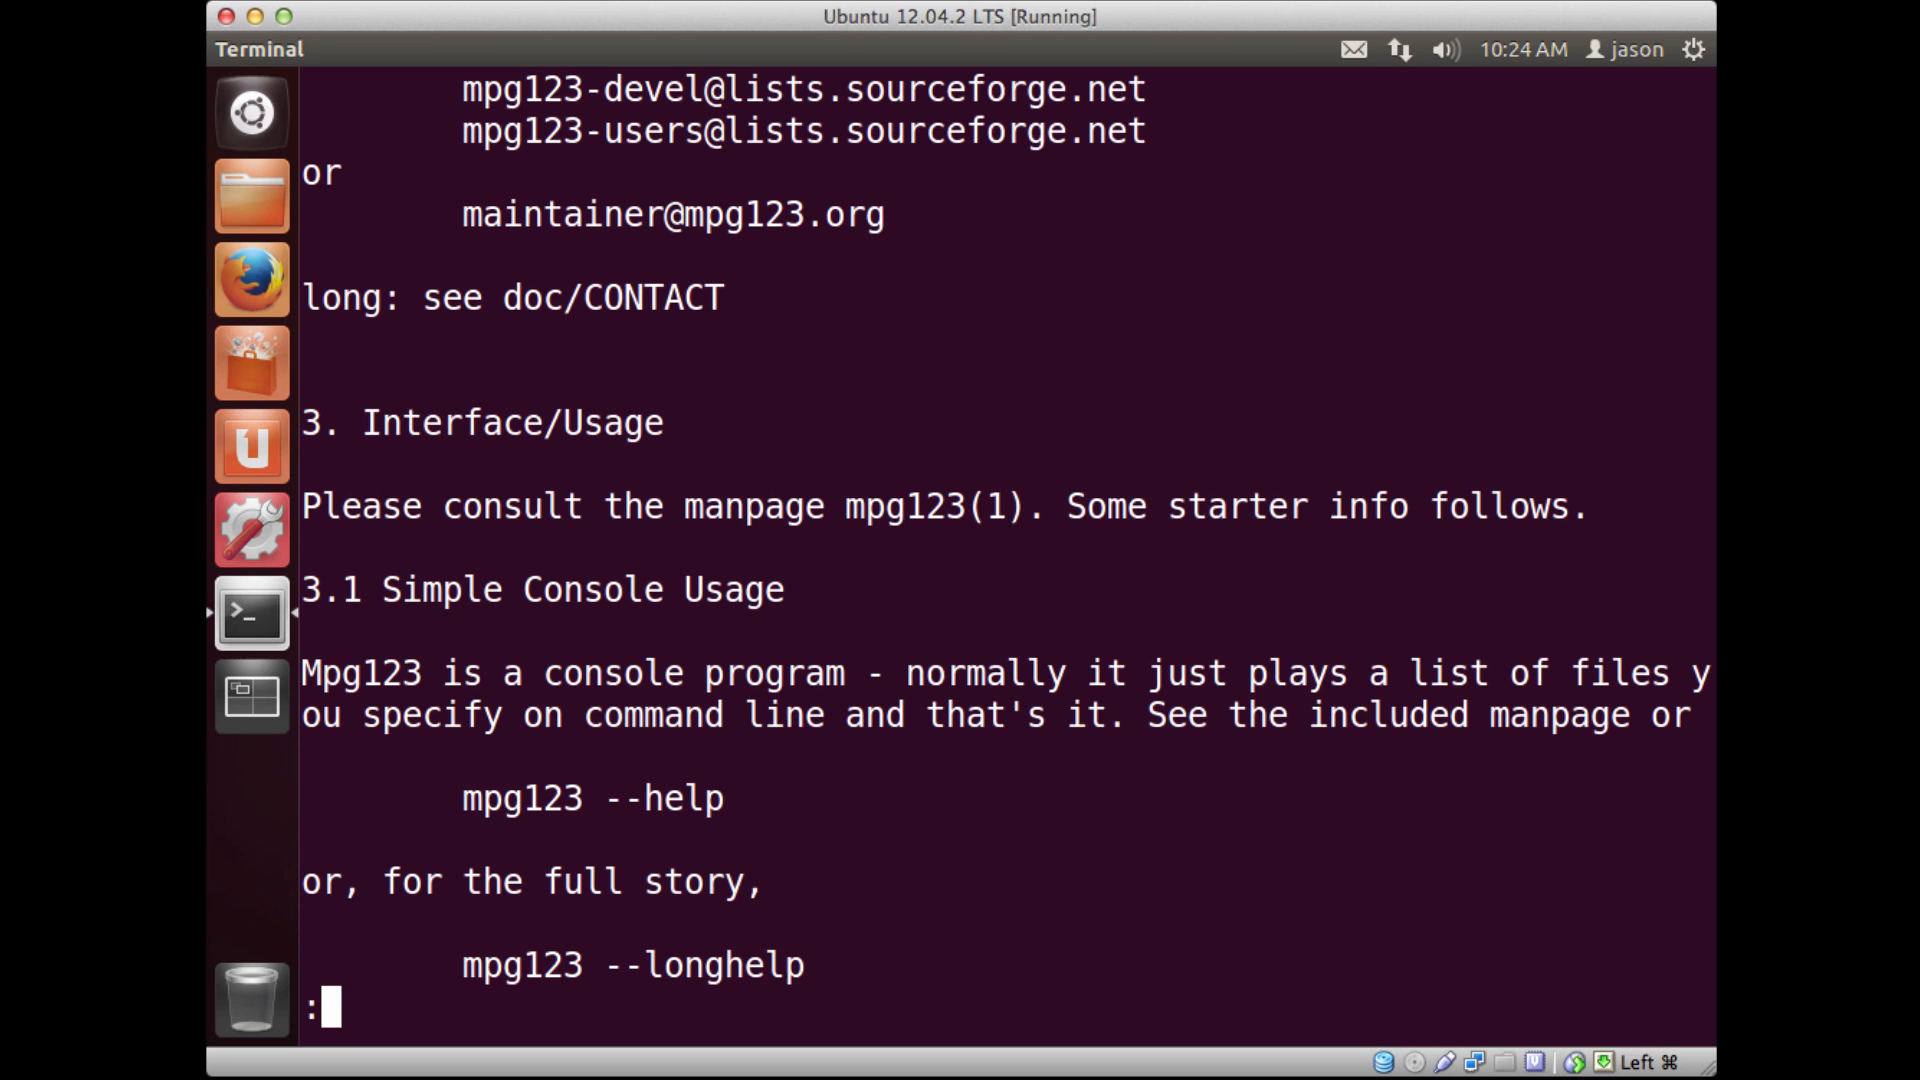 Ubuntu 12.04.2 LTS [Running]
Terminal
10:24 AM
jason
mpg123-devel@lists.sourceforge.net
mpg123-users@lists.sourceforge.net
or
maintainer@mpg123.org
long: see doc/CONTACT
3. Interface/Usage
Please consult the manpage mpg123(1). Some starter info follows.
3.1 Simple Console Usage
Mpg123 is a console program - normally it just plays a list of files y
ou specify on command line and that's it. See the included manpage or
mpg123 --help
or, for the full story,
mpg123 --longhelp
:
Left ⌘